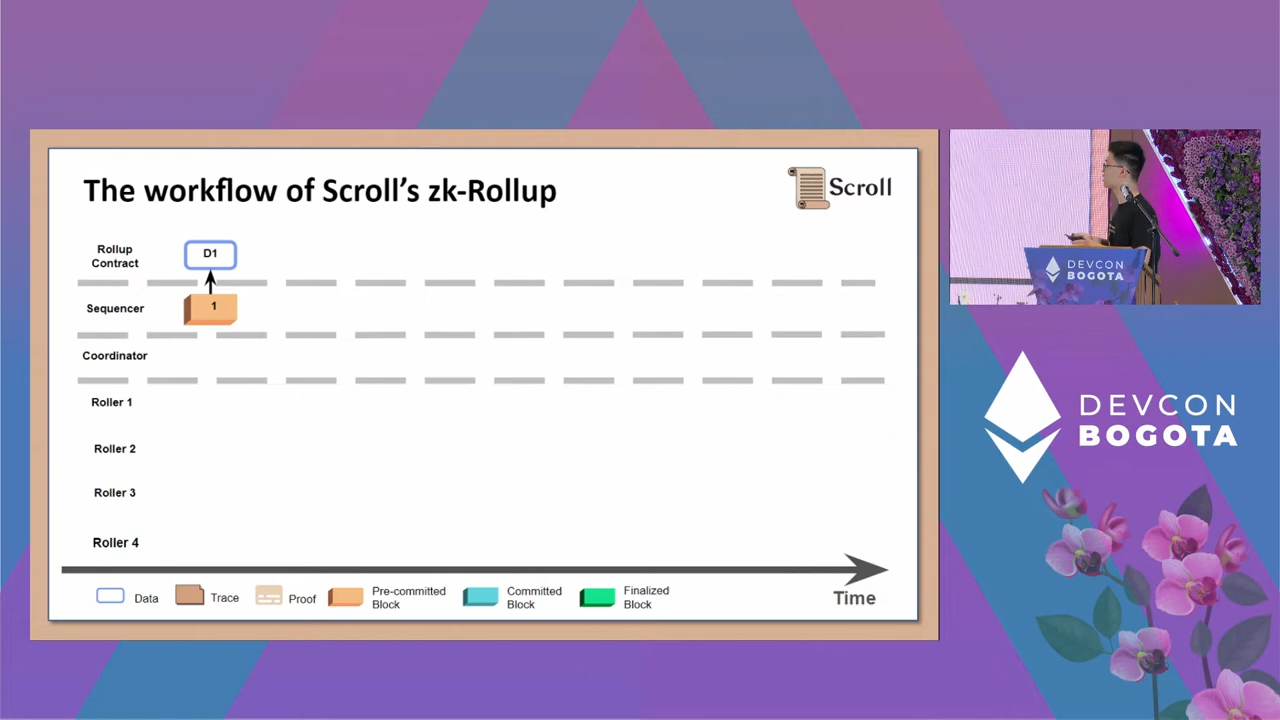 The workflow of Scroll's zk-Rollup
Scroll
Rollup
Contract
D1
Sequencer
1
Coordinator
Roller 1
Roller 2
Roller 3
Roller 4
Data
Trace
Proof
Pre-committed
Block
Committed
Block
Finalized
Block
Time
DEVCON
BOGOTA
DEVCON
BOGOTA